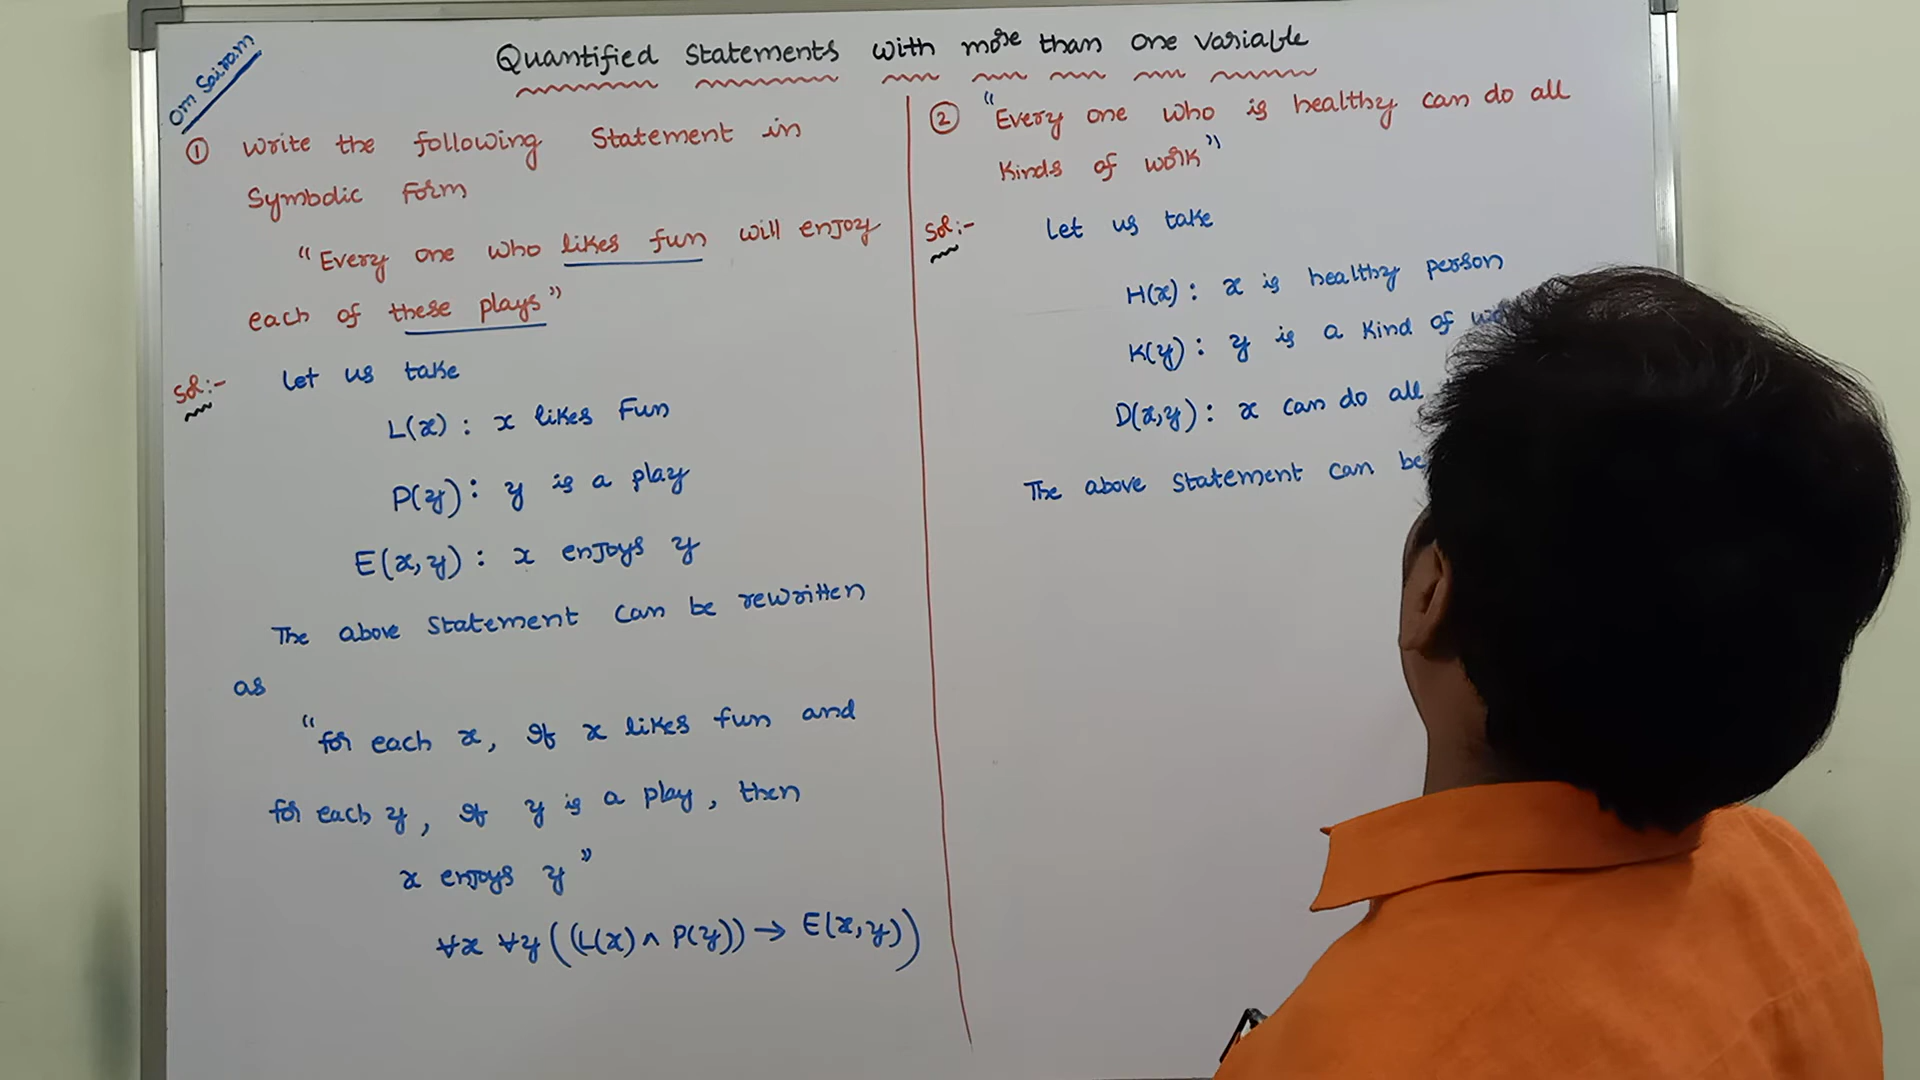 Om Sairam
Quantified Statements with more than one variable
① Write the following Statement in
Symbolic Form
"Every one who likes fun will enjoy
each of these plays"
Sol:- Let us take
L(x) : x likes Fun
P(y) : y is a play
E(x,y) : x enjoys y
The above Statement can be rewritten
as
"for each x, If x likes fun and
for each y, If y is a play, then
x enjoys y"
∀x ∀y ((L(x) ∧ P(y)) → E(x,y))
② "Every one who is healthy can do all
Kinds of work"
Sol:- Let us take
H(x) : x is healthy person
K(y) : y is a kind of
D(x,y) : x can do all
The above Statement can be